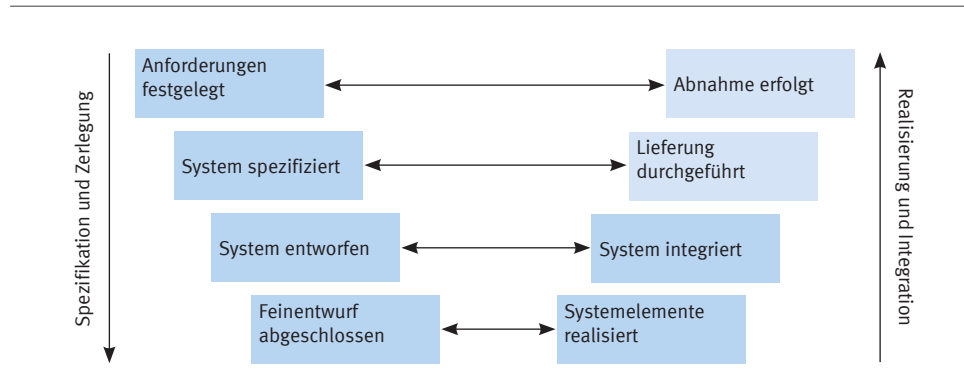 Spezifikation und Zerlegung
Anforderungen
festgelegt
Abnahme erfolgt
System spezifiziert
Lieferung
durchgeführt
System entworfen
System integriert
Feinentwurf
abgeschlossen
Systemelemente
realisiert
Realisierung und Integration